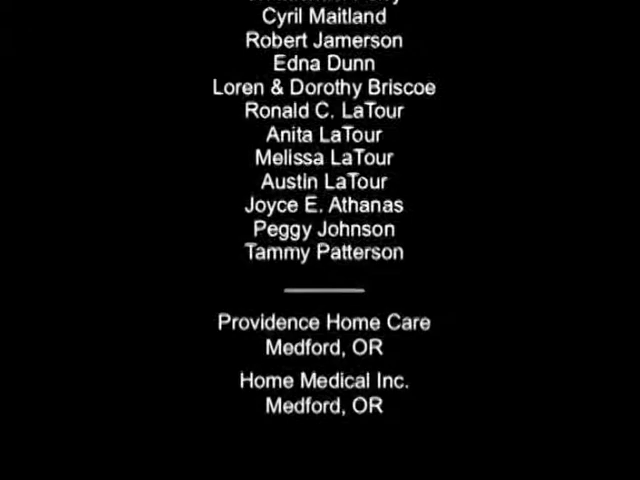 Cyril Maitland
Robert Jamerson
Edna Dunn
Loren & Dorothy Briscoe
Ronald C. LaTour
Anita LaTour
Melissa LaTour
Austin LaTour
Joyce E. Athanas
Peggy Johnson
Tammy Patterson
Providence Home Care
Medford, OR
Home Medical Inc.
Medford, OR